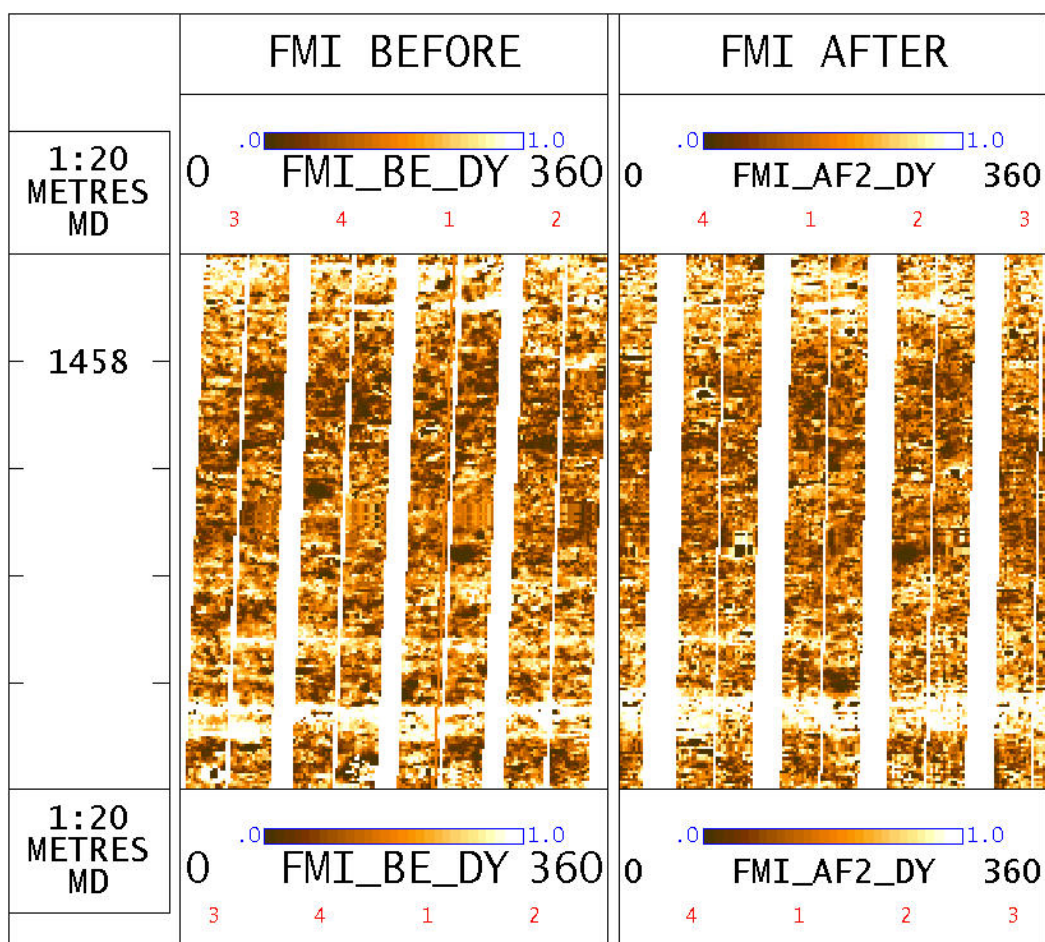 FMI BEFORE
FMI AFTER
1:20
METRES
MD
.0 1.0
0 FMI_BE_DY 360
3 4 1 2
.0 1.0
0 FMI_AF2_DY 360
4 1 2 3
1458
1:20
METRES
MD
.0 1.0
0 FMI_BE_DY 360
3 4 1 2
.0 1.0
0 FMI_AF2_DY 360
4 1 2 3